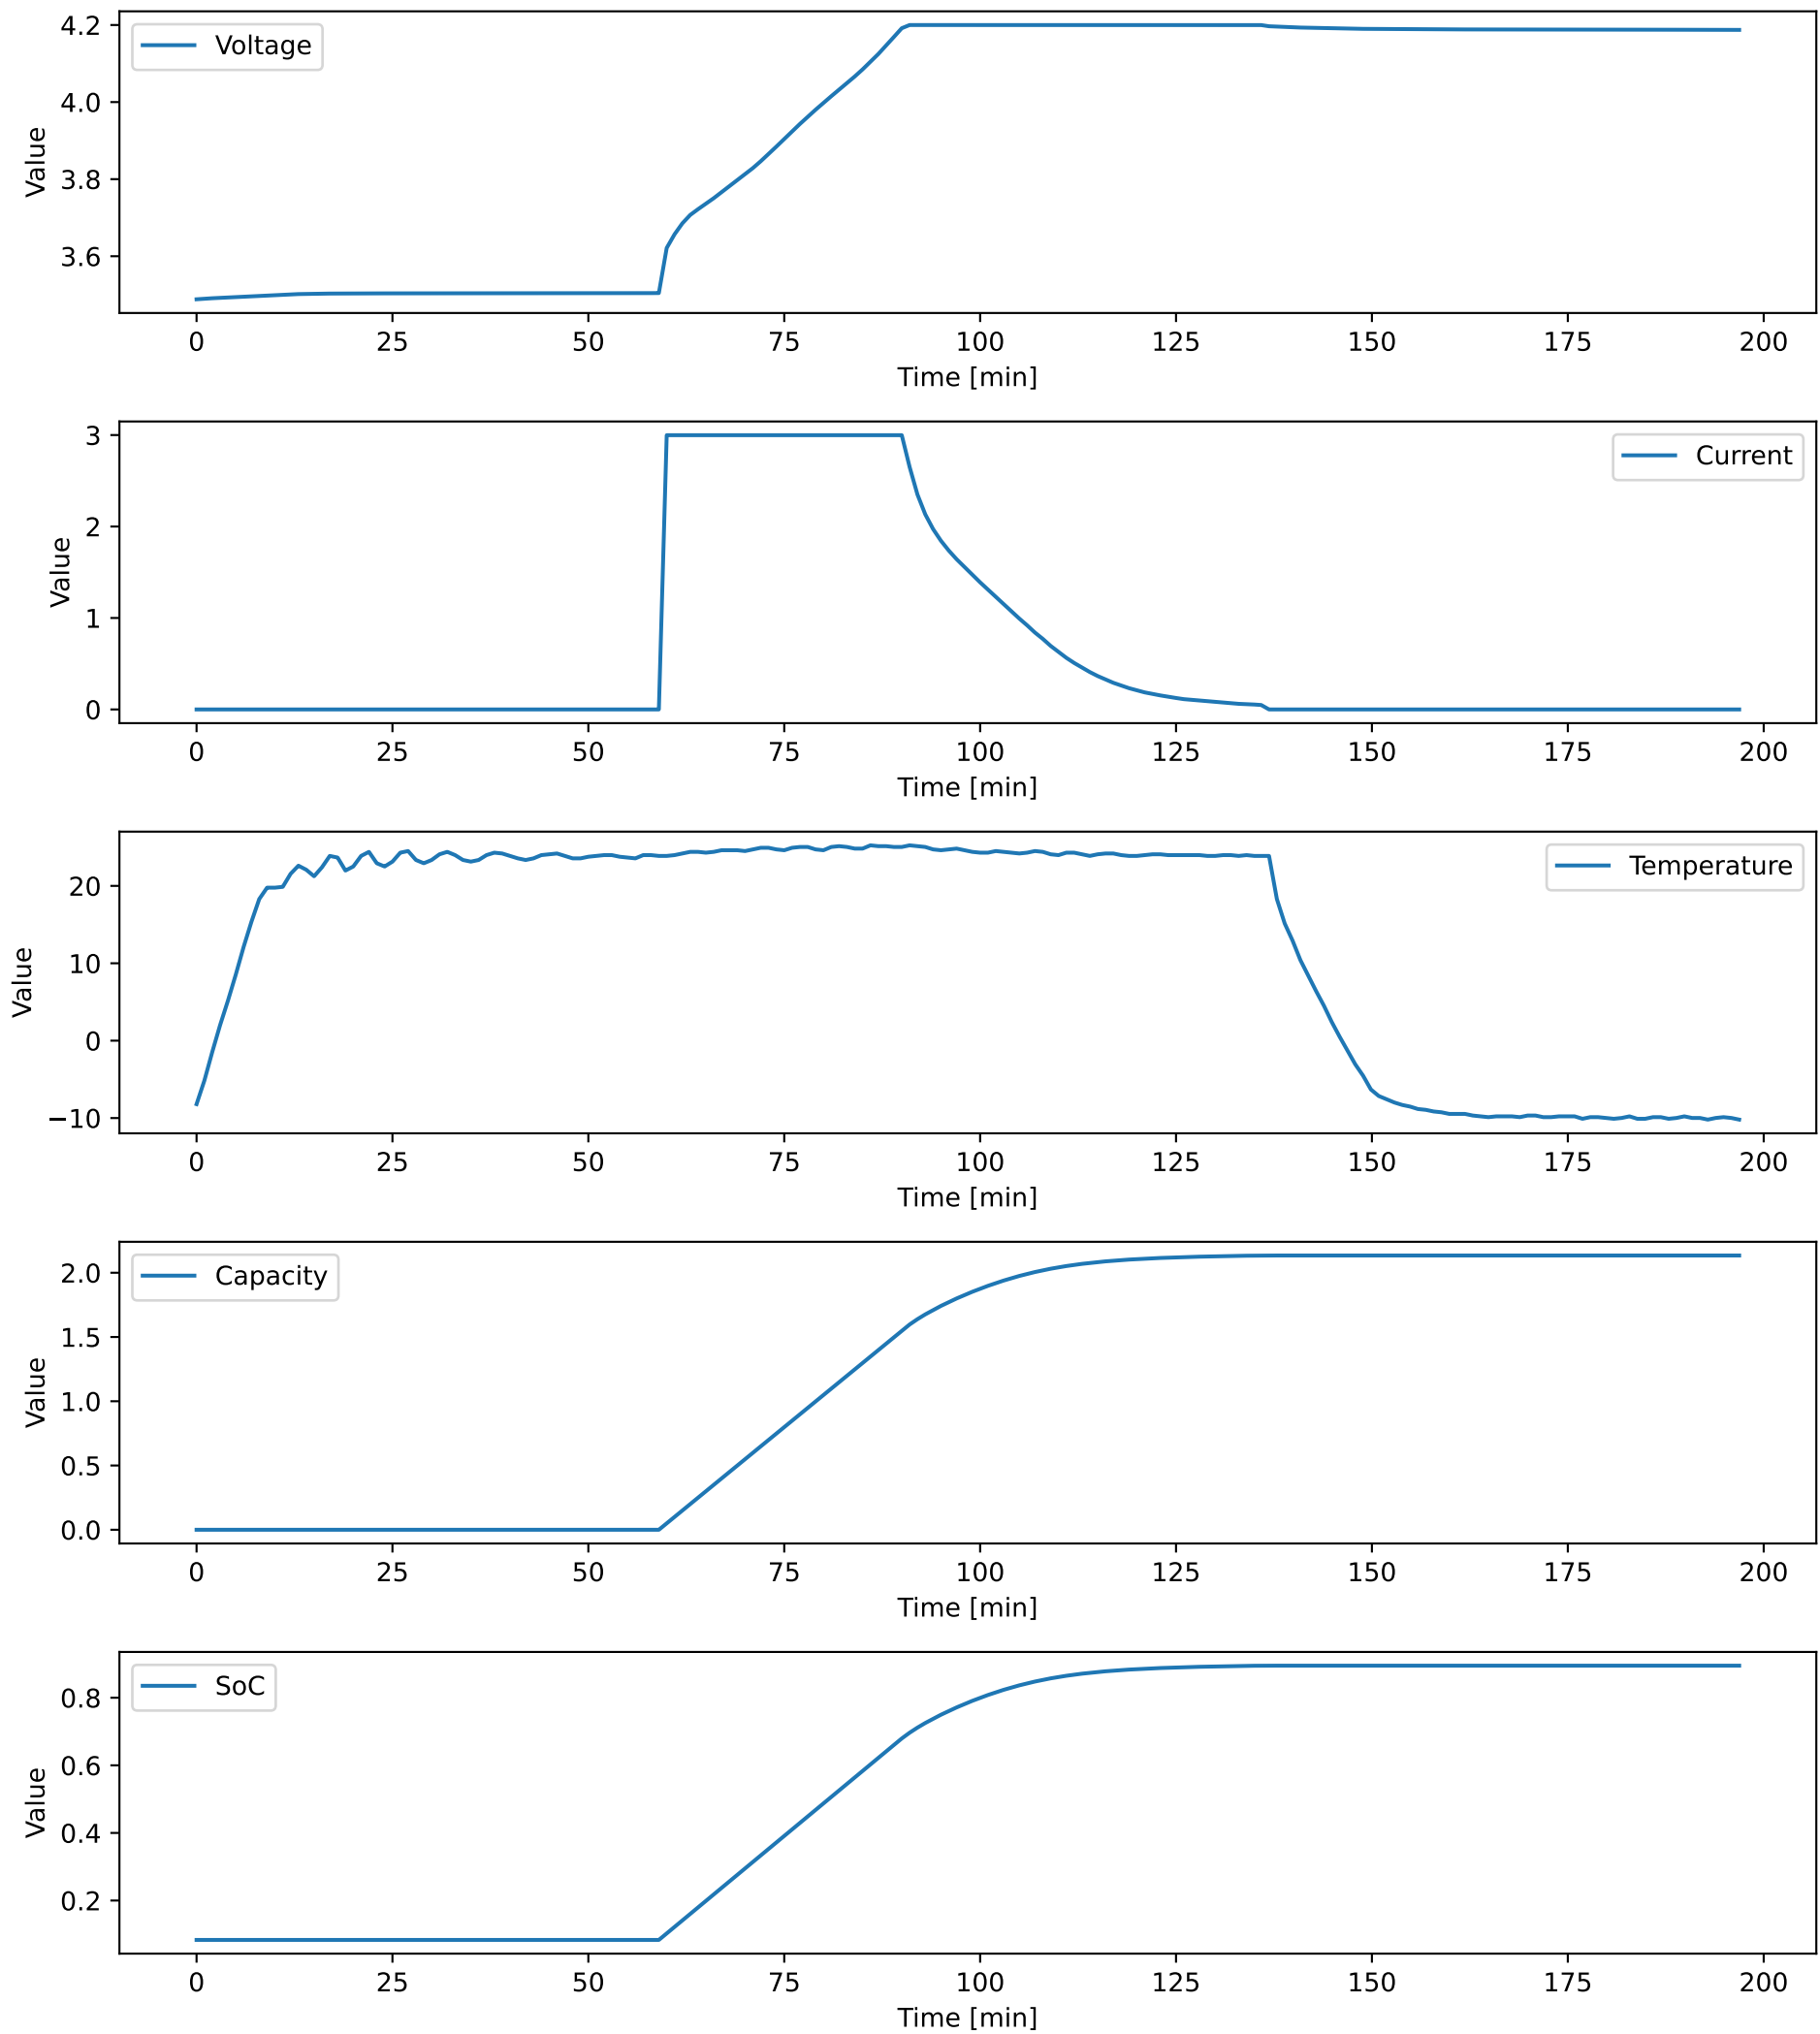 4.2
4.0
3.8
3.6
Value
Voltage
0 25 50 75 100 125 150 175 200
Time [min]
3
2
1
0
Value
Current
0 25 50 75 100 125 150 175 200
Time [min]
20
10
0
−10
Value
Temperature
0 25 50 75 100 125 150 175 200
Time [min]
2.0
1.5
1.0
0.5
0.0
Value
Capacity
0 25 50 75 100 125 150 175 200
Time [min]
0.8
0.6
0.4
0.2
Value
SoC
0 25 50 75 100 125 150 175 200
Time [min]